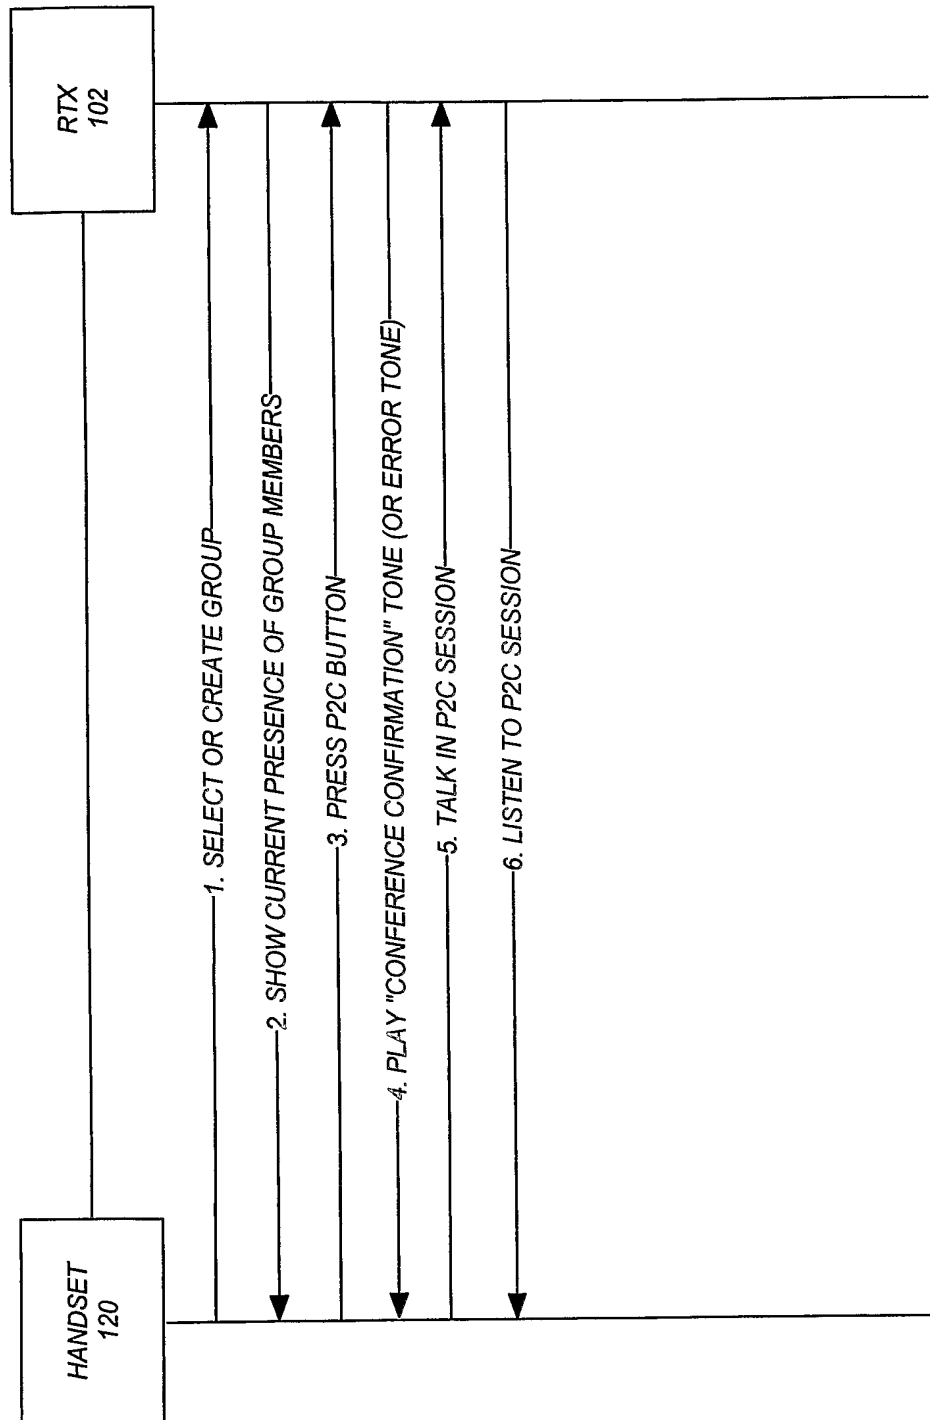 HANDSET
120
RTX
102
1. SELECT OR CREATE GROUP
2. SHOW CURRENT PRESENCE OF GROUP MEMBERS
3. PRESS P2C BUTTON
4. PLAY "CONFERENCE CONFIRMATION" TONE (OR ERROR TONE)
5. TALK IN P2C SESSION
6. LISTEN TO P2C SESSION